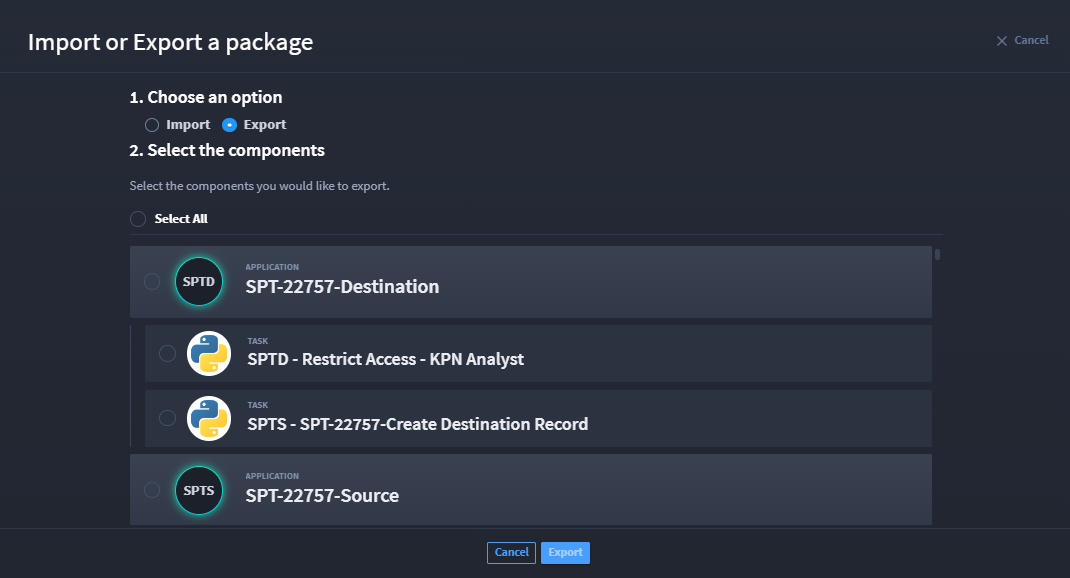 Import or Export a package
Cancel
1. Choose an option
Import Export
2. Select the components
Select the components you would like to export.
Select All
SPTD
APPLICATION
SPT-22757-Destination
TASK
SPTD - Restrict Access - KPN Analyst
TASK
SPTS - SPT-22757-Create Destination Record
SPTS
APPLICATION
SPT-22757-Source
Cancel Export